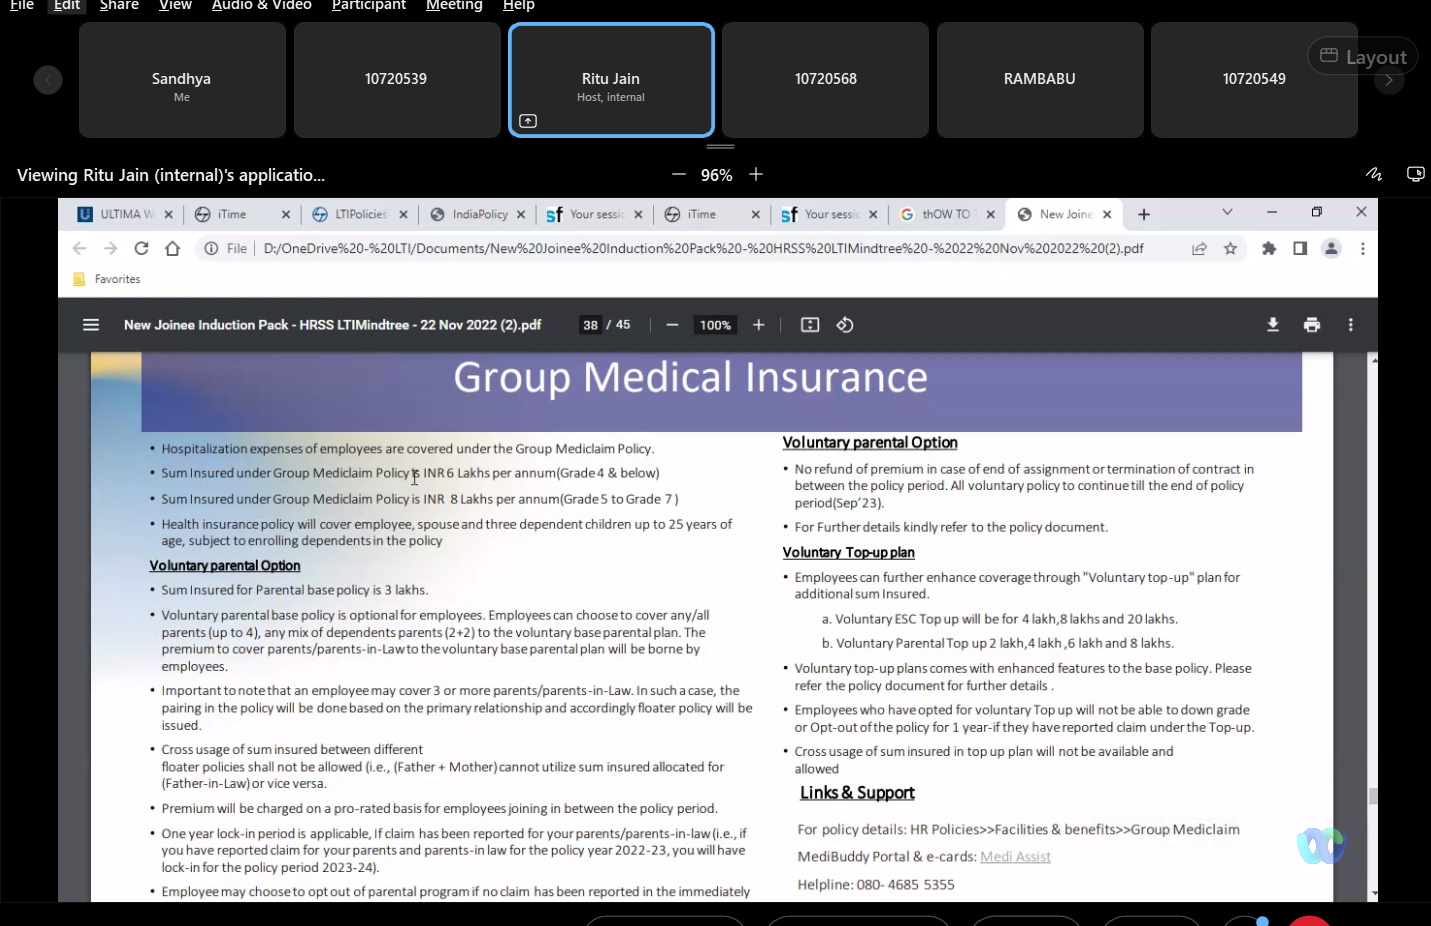 File Edit Share View Audio & Video Participant Meeting Help
Layout
Sandhya
Me
10720539
Ritu Jain
Host, internal
10720568
RAMBABU
10720549
Viewing Ritu Jain (internal)'s applicatio...
96%
ULTIMA W
iTime
LTIPolicies
IndiaPolicy
Your sessic
iTime
Your sessic
thOW TO
New Joine
File | D:/OneDrive%20-%20LTI/Documents/New%20Joinee%20Induction%20Pack%20-%20HRSS%20LTIMindtree%20-%2022%20Nov%202022%20(2).pdf
Favorites
New Joinee Induction Pack - HRSS LTIMindtree - 22 Nov 2022 (2).pdf
38 / 45
100%
Group Medical Insurance
• Hospitalization expenses of employees are covered under the Group Mediclaim Policy.
• Sum Insured under Group Mediclaim Policy is INR 6 Lakhs per annum(Grade 4 & below)
• Sum Insured under Group Mediclaim Policy is INR 8 Lakhs per annum(Grade 5 to Grade 7 )
• Health insurance policy will cover employee, spouse and three dependent children up to 25 years of
age, subject to enrolling dependents in the policy
Voluntary parental Option
• Sum Insured for Parental base policy is 3 lakhs.
• Voluntary parental base policy is optional for employees. Employees can choose to cover any/all
parents (up to 4), any mix of dependents parents (2+2) to the voluntary base parental plan. The
premium to cover parents/parents-in-Law to the voluntary base parental plan will be borne by
employees.
• Important to note that an employee may cover 3 or more parents/parents-in-Law. In such a case, the
pairing in the policy will be done based on the primary relationship and accordingly floater policy will be
issued.
• Cross usage of sum insured between different
floater policies shall not be allowed (i.e., (Father + Mother) cannot utilize sum insured allocated for
(Father-in-Law) or vice versa.
• Premium will be charged on a pro-rated basis for employees joining in between the policy period.
• One year lock-in period is applicable, If claim has been reported for your parents/parents-in-law (i.e., if
you have reported claim for your parents and parents-in law for the policy year 2022-23, you will have
lock-in for the policy period 2023-24).
• Employee may choose to opt out of parental program if no claim has been reported in the immediately
Voluntary parental Option
• No refund of premium in case of end of assignment or termination of contract in
between the policy period. All voluntary policy to continue till the end of policy
period(Sep'23).
• For Further details kindly refer to the policy document.
Voluntary Top-up plan
• Employees can further enhance coverage through "Voluntary top-up" plan for
additional sum Insured.
a. Voluntary ESC Top up will be for 4 lakh,8 lakhs and 20 lakhs.
b. Voluntary Parental Top up 2 lakh,4 lakh ,6 lakh and 8 lakhs.
• Voluntary top-up plans comes with enhanced features to the base policy. Please
refer the policy document for further details .
• Employees who have opted for voluntary Top up will not be able to down grade
or Opt-out of the policy for 1 year-if they have reported claim under the Top-up.
• Cross usage of sum insured in top up plan will not be available and
allowed
Links & Support
For policy details: HR Policies>>Facilities & benefits>>Group Mediclaim
MediBuddy Portal & e-cards: Medi Assist
Helpline: 080- 4685 5355